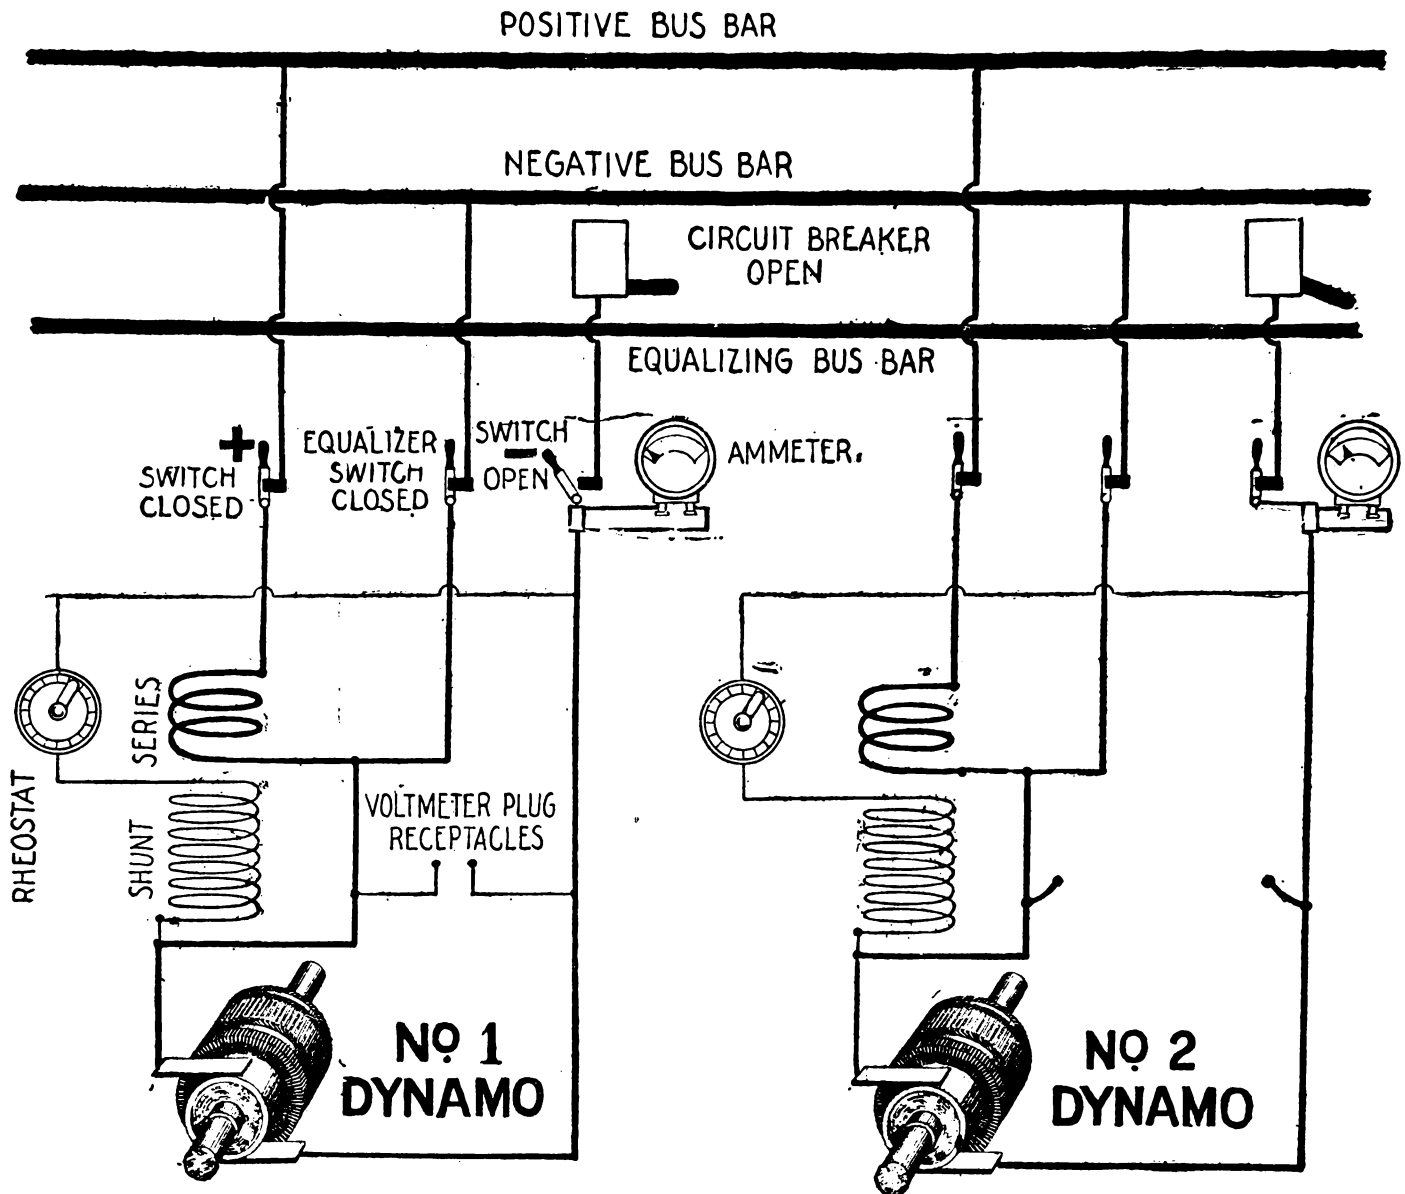 POSITIVE BUS BAR
NEGATIVE BUS BAR
CIRCUIT BREAKER
OPEN
EQUALIZING BUS BAR
+
SWITCH
CLOSED
EQUALIZER
SWITCH
CLOSED
SWITCH
—
OPEN
AMMETER.
RHEOSTAT
SERIES
SHUNT
VOLTMETER PLUG
RECEPTACLES
No 1
DYNAMO
No 2
DYNAMO